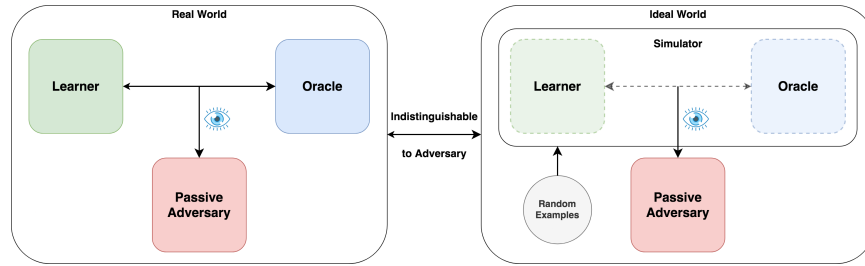 Real World
Learner
Oracle
Passive
Adversary
Indistinguishable
to Adversary
Ideal World
Simulator
Learner
Oracle
Random
Examples
Passive
Adversary